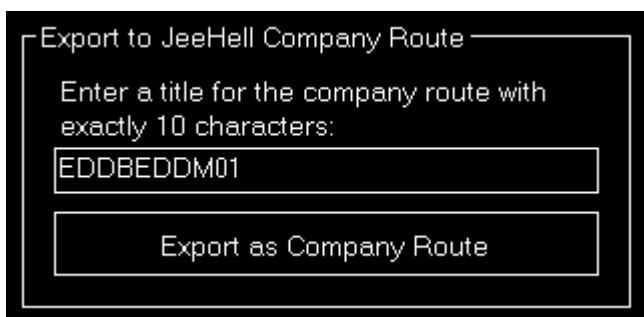 Export to JeeHell Company Route
Enter a title for the company route with
exactly 10 characters:
EDDBEDDM01
Export as Company Route